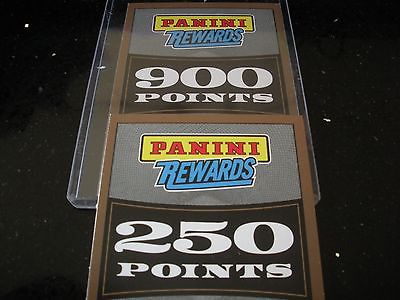 PANINI
REWARDS
900
POINTS
PANINI
REWARDS
250
POINTS